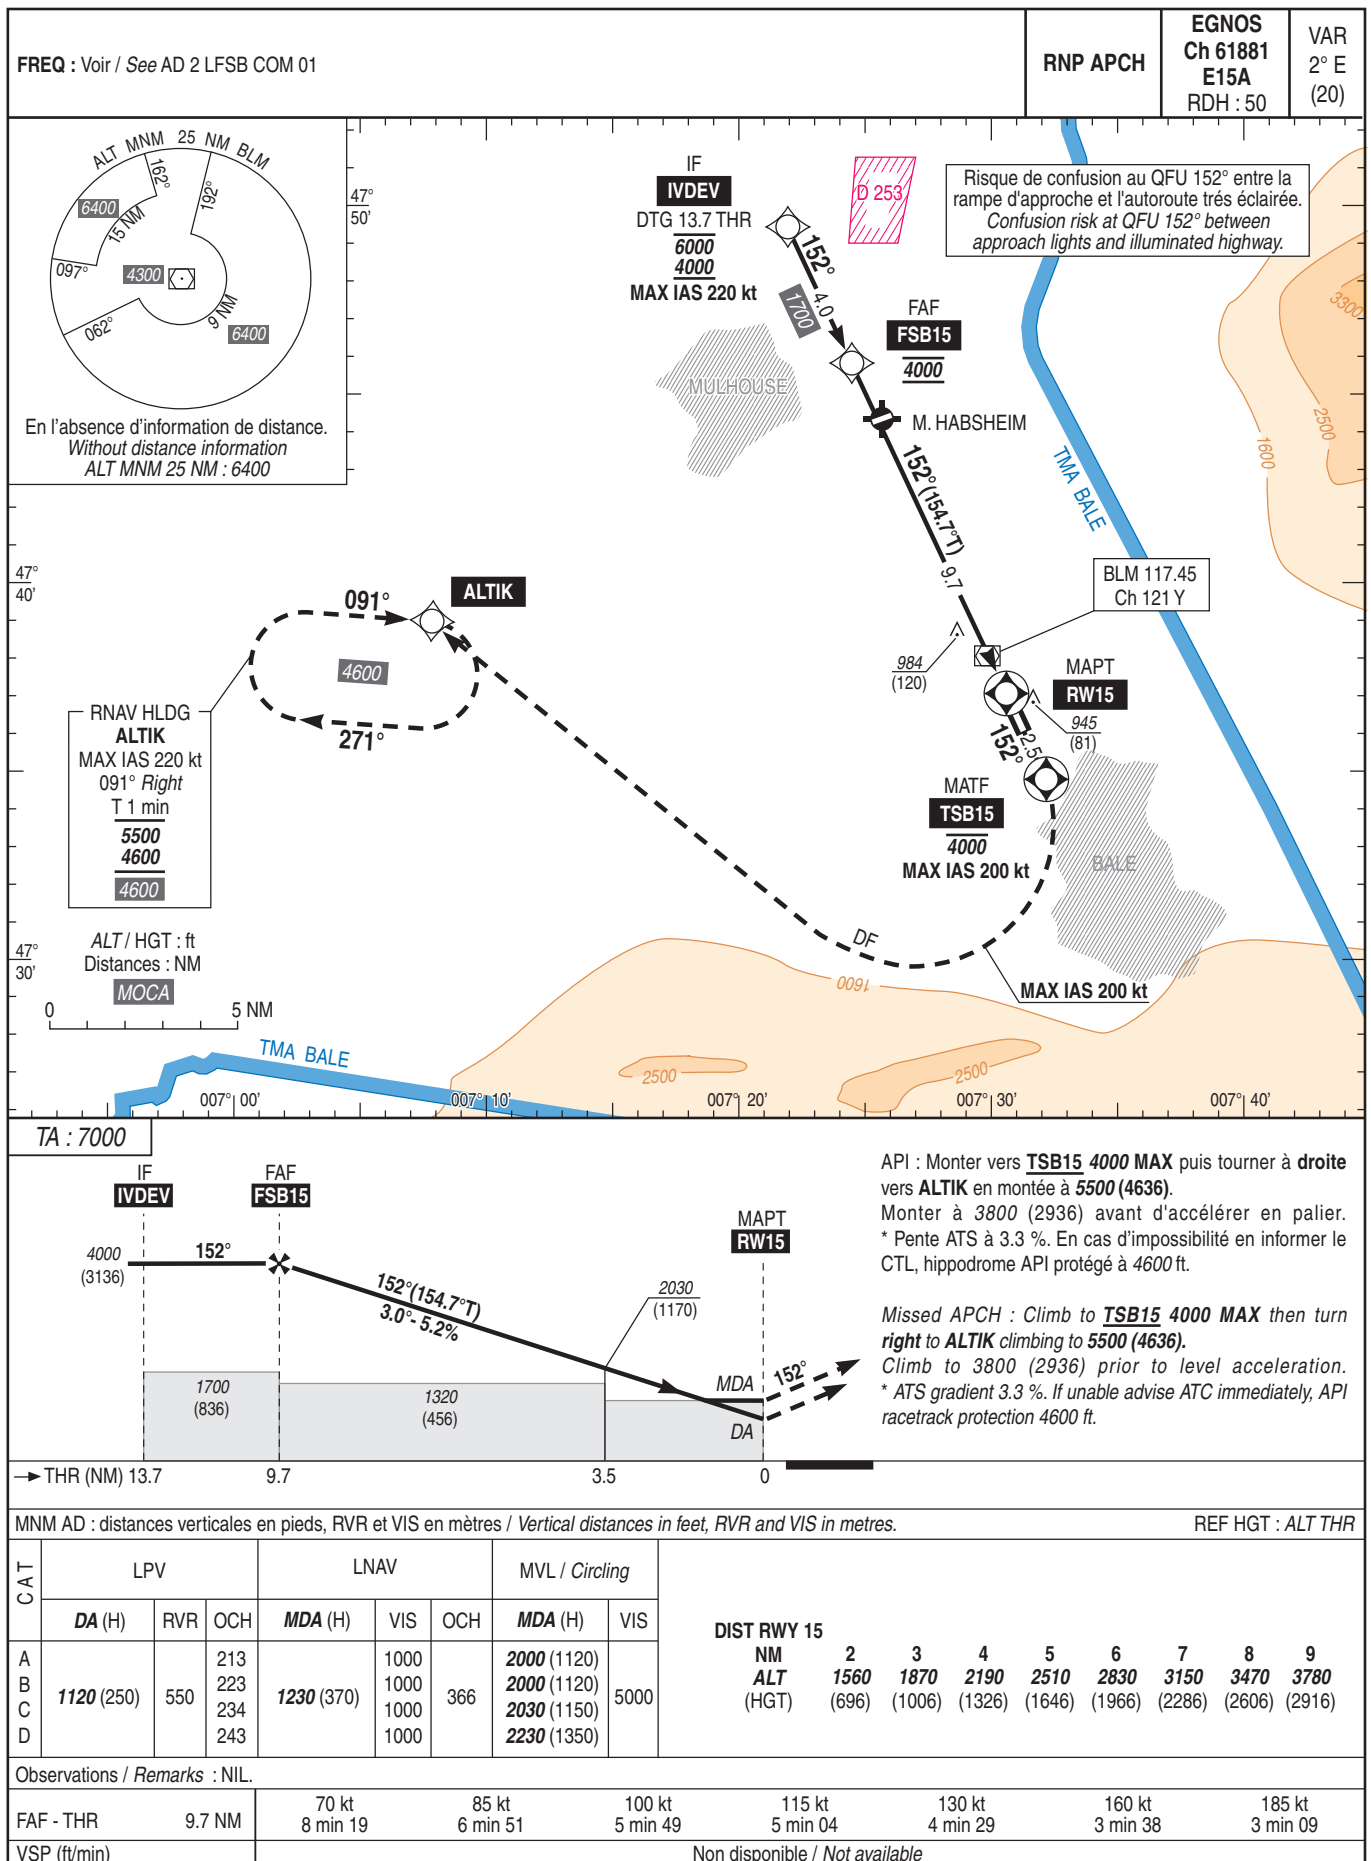 FREQ : Voir / See AD 2 LFSB COM 01
RNP APCH
EGNOS
Ch 61881
E15A
RDH : 50
VAR
2° E
(20)
ALT MNM 25 NM BLM
162°
192°
6400
15 NM
097°
4300
062°
9 NM
6400
En l'absence d'information de distance.
Without distance information
ALT MNM 25 NM : 6400
47°
50'
IF
IVDEV
DTG 13.7 THR
6000
4000
MAX IAS 220 kt
D 253
Risque de confusion au QFU 152° entre la
rampe d'approche et l'autoroute trés éclairée.
Confusion risk at QFU 152° between
approach lights and illuminated highway.
152°
4.0
1700
FAF
FSB15
4000
3300
2500
1600
MULHOUSE
M. HABSHEIM
152° (154.7°T)
9.7
TMA BALE
47°
40'
091°
ALTIK
4600
271°
BLM 117.45
Ch 121 Y
984
(120)
MAPT
RW15
945
(81)
152°
2.5
RNAV HLDG
ALTIK
MAX IAS 220 kt
091° Right
T 1 min
5500
4600
4600
MATF
TSB15
4000
MAX IAS 200 kt
BALE
47°
30'
ALT / HGT : ft
Distances : NM
MOCA
0 5 NM
DF
1600
MAX IAS 200 kt
TMA BALE
2500
2500
007° 00'
007° 10'
007° 20'
007° 30'
007° 40'
TA : 7000
IF
IVDEV
FAF
FSB15
MAPT
RW15
4000
(3136)
152°
152°(154.7°T)
3.0°- 5.2%
2030
(1170)
1700
(836)
1320
(456)
MDA
DA
152°
THR (NM) 13.7 9.7 3.5 0
API : Monter vers TSB15 4000 MAX puis tourner à droite
vers ALTIK en montée à 5500 (4636).
Monter à 3800 (2936) avant d'accélérer en palier.
* Pente ATS à 3.3 %. En cas d'impossibilité en informer le
CTL, hippodrome API protégé à 4600 ft.
Missed APCH : Climb to TSB15 4000 MAX then turn
right to ALTIK climbing to 5500 (4636).
Climb to 3800 (2936) prior to level acceleration.
* ATS gradient 3.3 %. If unable advise ATC immediately, API
racetrack protection 4600 ft.
MNM AD : distances verticales en pieds, RVR et VIS en mètres / Vertical distances in feet, RVR and VIS in metres. REF HGT : ALT THR
CAT LPV LNAV MVL / Circling
DA (H) RVR OCH MDA (H) VIS OCH MDA (H) VIS
A 213 1000 2000 (1120)
B 223 1000 2000 (1120)
1120 (250) 550 1230 (370) 366 5000
C 234 1000 2030 (1150)
D 243 1000 2230 (1350)
DIST RWY 15
NM 2 3 4 5 6 7 8 9
ALT 1560 1870 2190 2510 2830 3150 3470 3780
(HGT) (696) (1006) (1326) (1646) (1966) (2286) (2606) (2916)
Observations / Remarks : NIL.
70 kt 85 kt 100 kt 115 kt 130 kt 160 kt 185 kt
FAF - THR 9.7 NM 8 min 19 6 min 51 5 min 49 5 min 04 4 min 29 3 min 38 3 min 09
VSP (ft/min) Non disponible / Not available